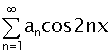 ∞
∑ aₙcos2nx
n=1